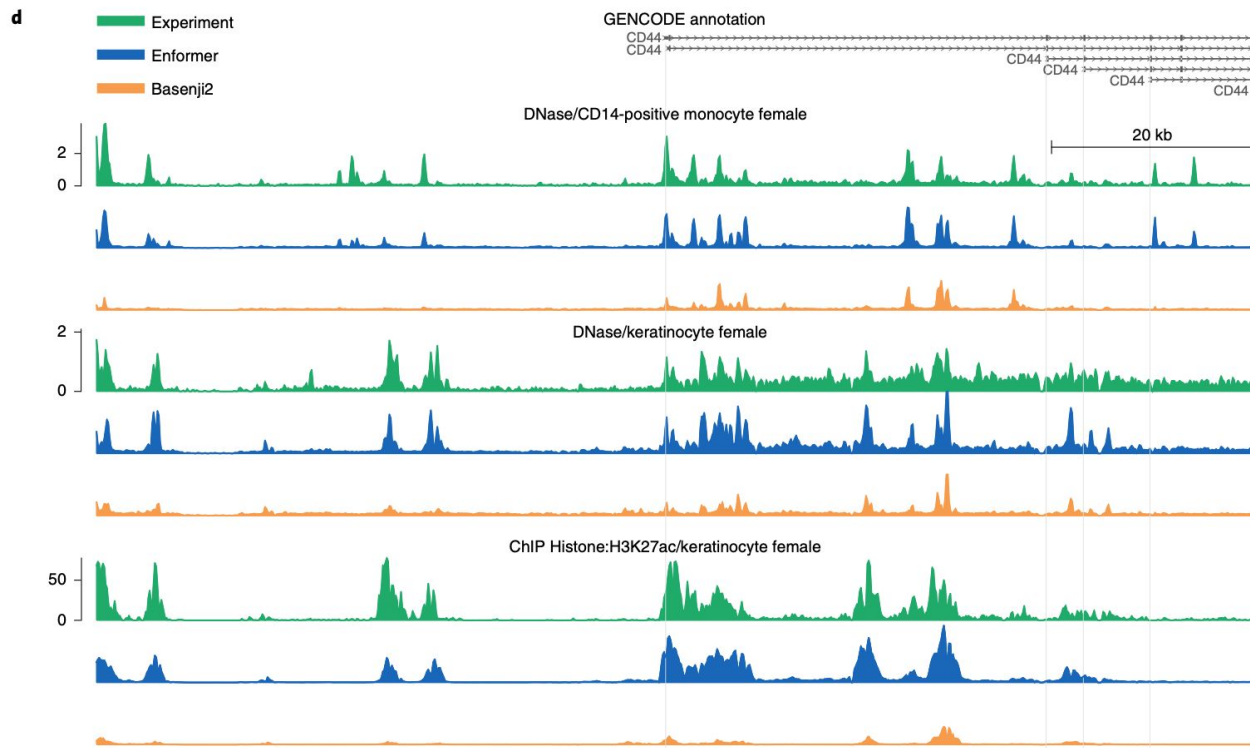 d
Experiment
Enformer
Basenji2
GENCODE annotation
CD44
CD44
CD44
CD44
CD44
CD44
DNase/CD14-positive monocyte female
20 kb
2
0
DNase/keratinocyte female
2
0
ChIP Histone:H3K27ac/keratinocyte female
50
0